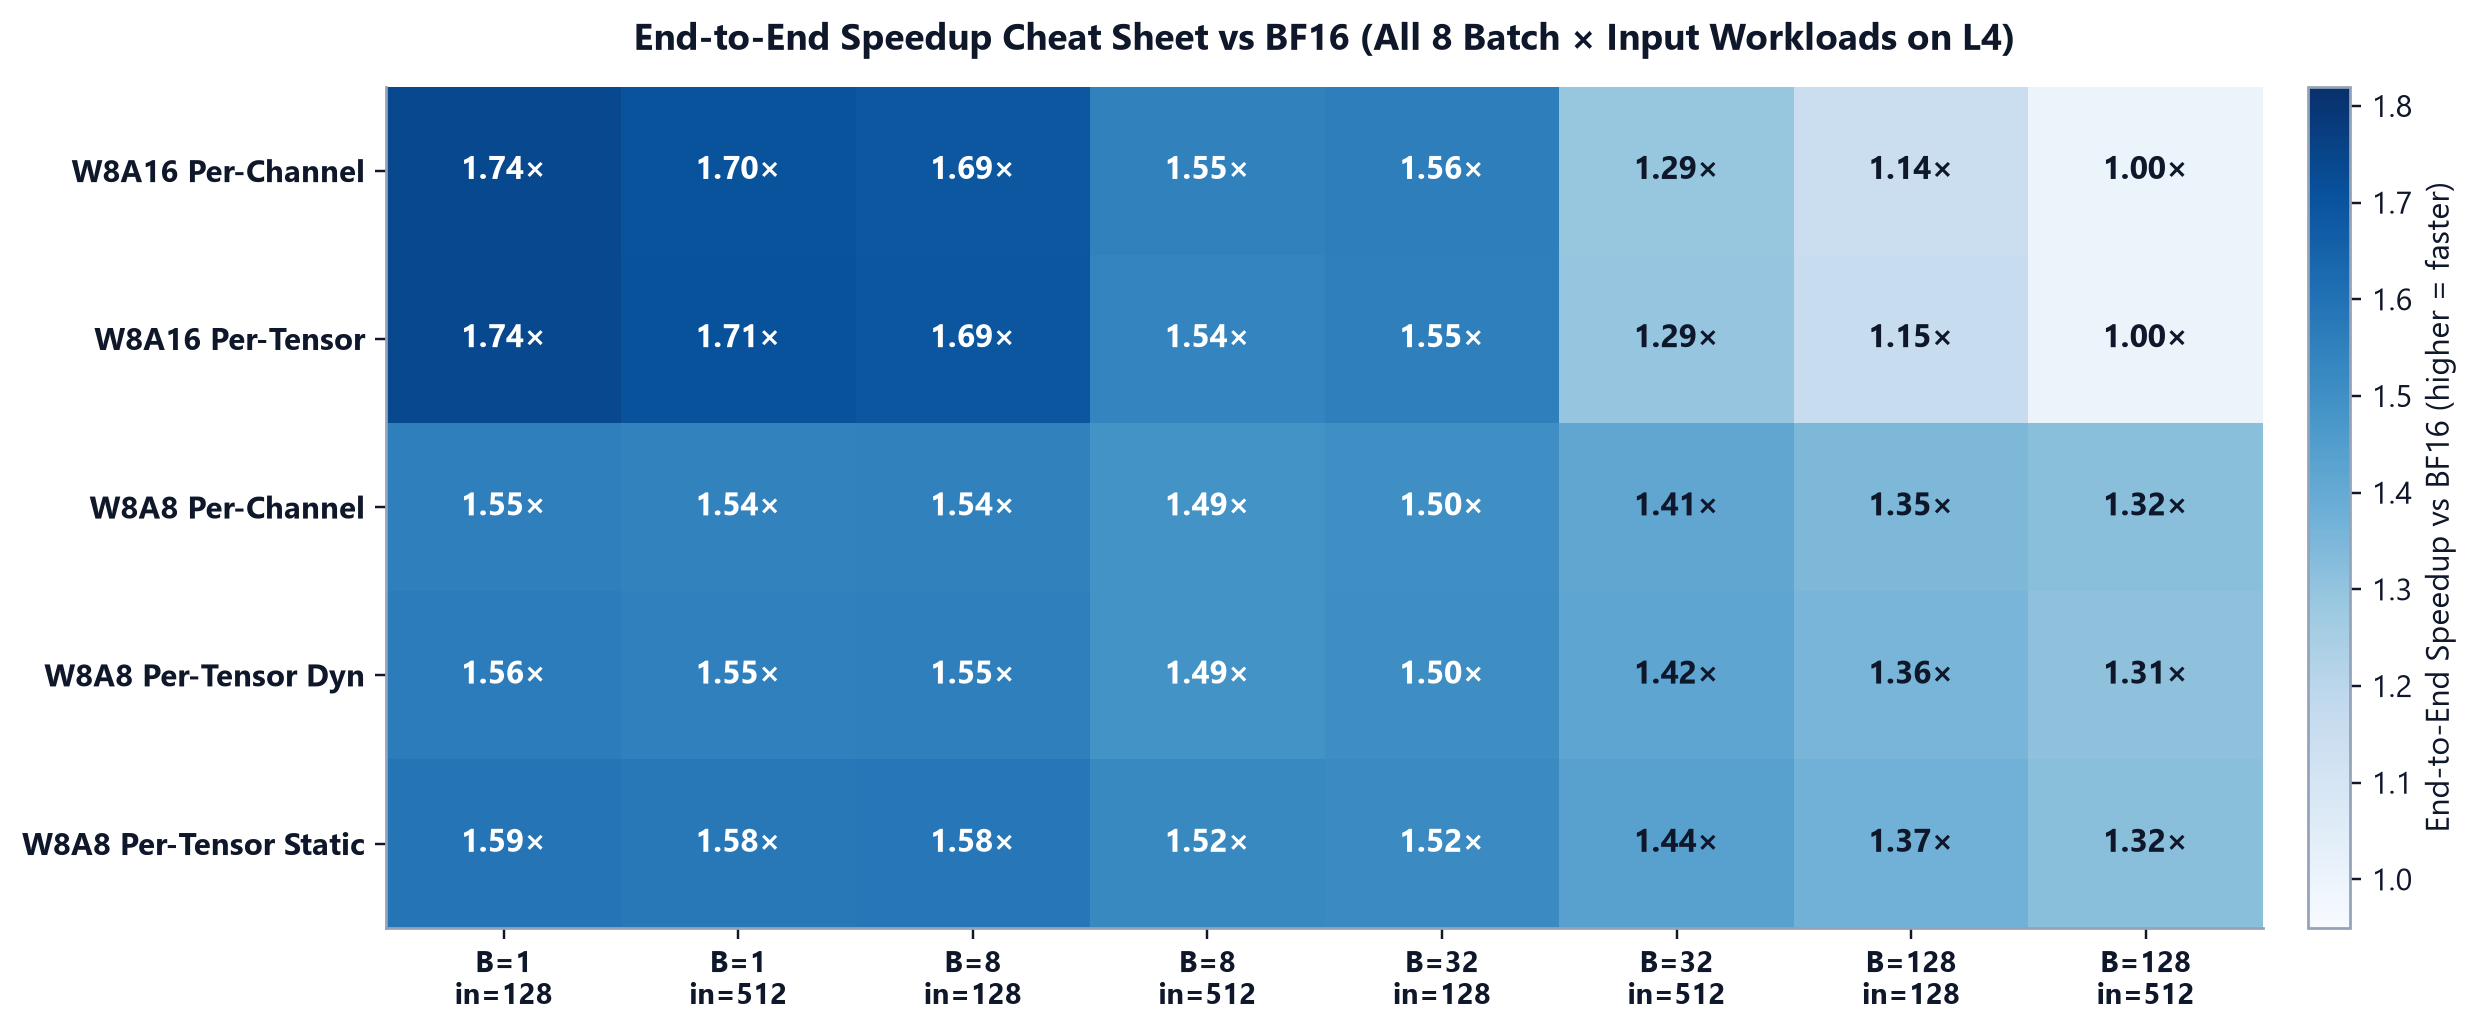 End-to-End Speedup Cheat Sheet vs BF16 (All 8 Batch × Input Workloads on L4)
W8A16 Per-Channel 1.74× 1.70× 1.69× 1.55× 1.56× 1.29× 1.14× 1.00×
W8A16 Per-Tensor 1.74× 1.71× 1.69× 1.54× 1.55× 1.29× 1.15× 1.00×
W8A8 Per-Channel 1.55× 1.54× 1.54× 1.49× 1.50× 1.41× 1.35× 1.32×
W8A8 Per-Tensor Dyn 1.56× 1.55× 1.55× 1.49× 1.50× 1.42× 1.36× 1.31×
W8A8 Per-Tensor Static 1.59× 1.58× 1.58× 1.52× 1.52× 1.44× 1.37× 1.32×
B=1 B=1 B=8 B=8 B=32 B=32 B=128 B=128
in=128 in=512 in=128 in=512 in=128 in=512 in=128 in=512
1.8
1.7
1.6
1.5
1.4
1.3
1.2
1.1
1.0
End-to-End Speedup vs BF16 (higher = faster)